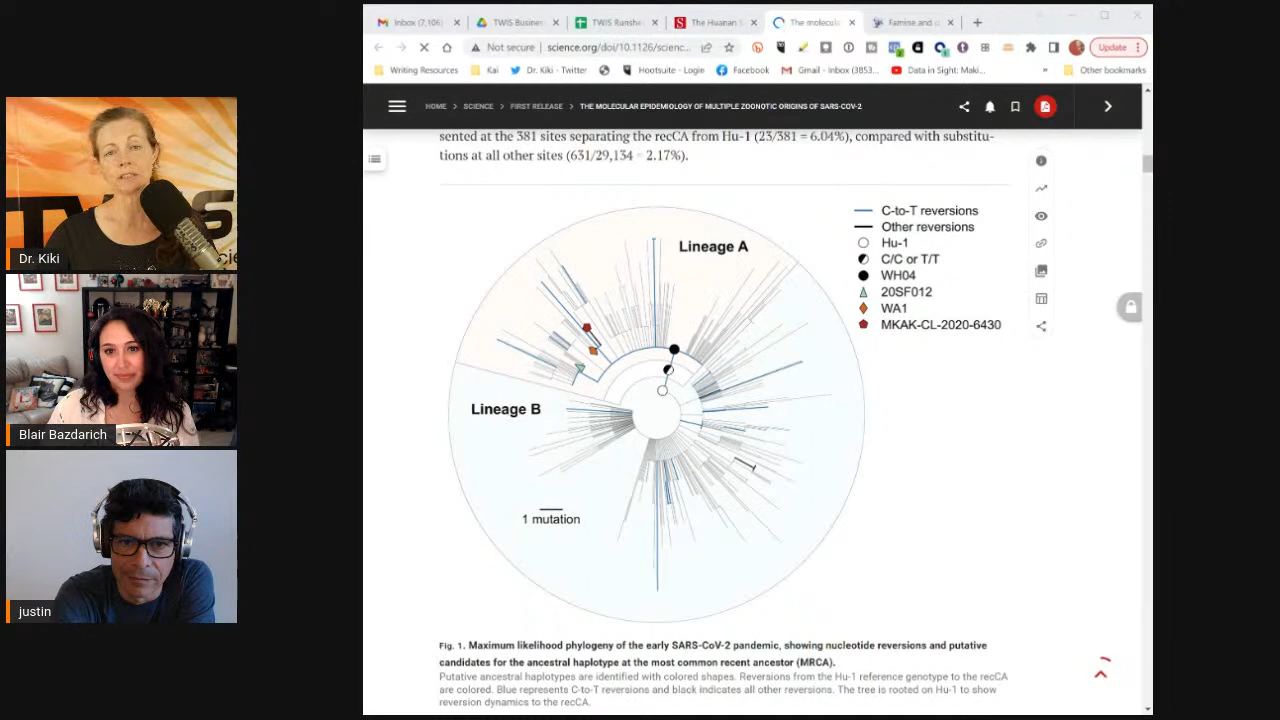 Inbox (7,106)
TWIS Busines
TWIS Runshe
The Huanan
The molecul
Famine and
Not secure
science.org/doi/10.1126/scienc...
Update
Writing Resources
Kai
Dr. Kiki - Twitter
Hootsuite - Login
Facebook
Gmail - Inbox (3853...
Data in Sight: Maki...
Other bookmarks
HOME > SCIENCE > FIRST RELEASE > THE MOLECULAR EPIDEMIOLOGY OF MULTIPLE ZOONOTIC ORIGINS OF SARS-COV-2
sented at the 381 sites separating the recCA from Hu-1 (23/381 = 6.04%), compared with substitu-
tions at all other sites (631/29,134 = 2.17%).
Lineage A
Lineage B
1 mutation
C-to-T reversions
Other reversions
Hu-1
C/C or T/T
WH04
20SF012
WA1
MKAK-CL-2020-6430
Fig. 1. Maximum likelihood phylogeny of the early SARS-CoV-2 pandemic, showing nucleotide reversions and putative
candidates for the ancestral haplotype at the most common recent ancestor (MRCA).
Putative ancestral haplotypes are identified with colored shapes. Reversions from the Hu-1 reference genotype to the recCA
are colored. Blue represents C-to-T reversions and black indicates all other reversions. The tree is rooted on Hu-1 to show
reversion dynamics to the recCA.
Dr. Kiki
Blair Bazdarich
justin